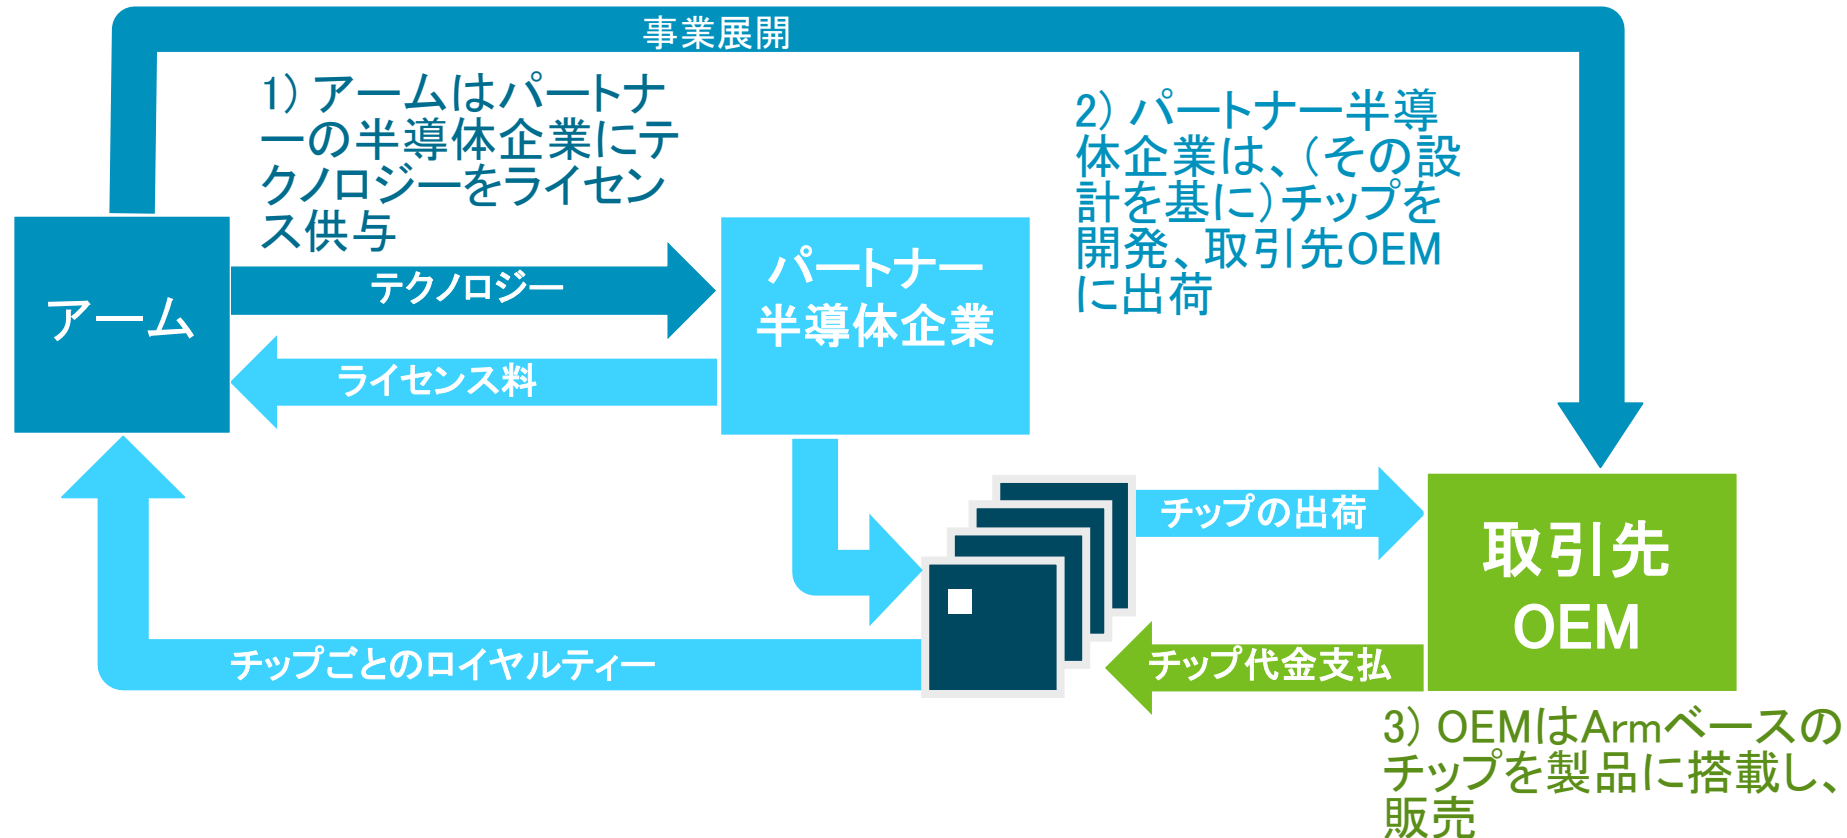 事業展開
1) アームはパートナ
ーの半導体企業にテ
クノロジーをライセン
ス供与
2) パートナー半導
体企業は、（その設
計を基に）チップを
開発、取引先OEM
に出荷
アーム
テクノロジー
パートナー
半導体企業
ライセンス料
チップの出荷
取引先
OEM
チップごとのロイヤルティー
チップ代金支払
3) OEMはArmベースの
チップを製品に搭載し、
販売